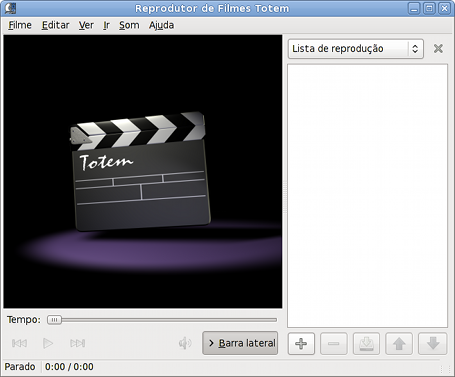 Reprodutor de Filmes Totem
Filme Editar Ver Ir Som Ajuda
Lista de reprodução
Totem
Tempo:
Barra lateral
Parado 0:00 / 0:00